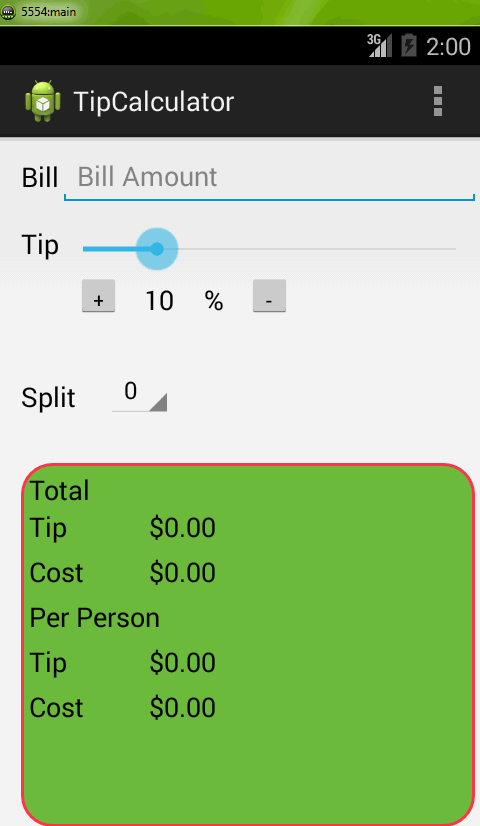 5554:main
3G 2:00
TipCalculator
Bill Bill Amount
Tip
+ 10 % -
Split 0
Total
Tip $0.00
Cost $0.00
Per Person
Tip $0.00
Cost $0.00